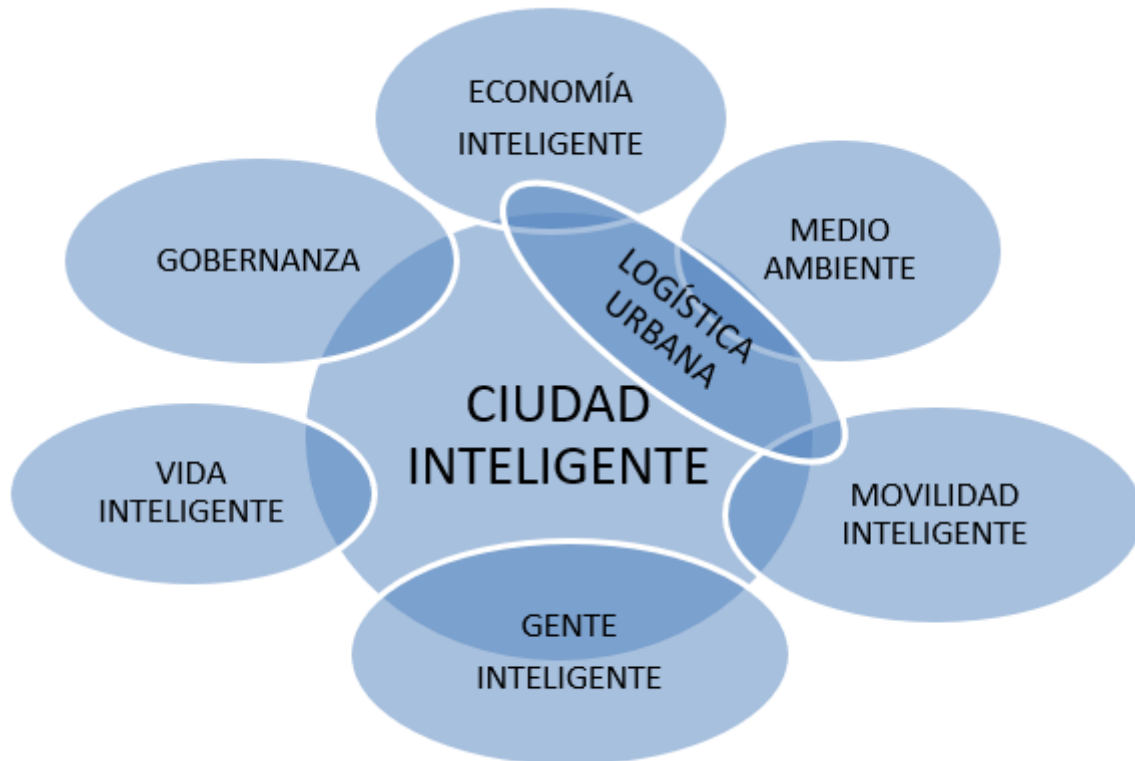 ECONOMÍA
INTELIGENTE
MEDIO
AMBIENTE
GOBERNANZA
LOGÍSTICA
URBANA
CIUDAD
INTELIGENTE
VIDA
INTELIGENTE
MOVILIDAD
INTELIGENTE
GENTE
INTELIGENTE